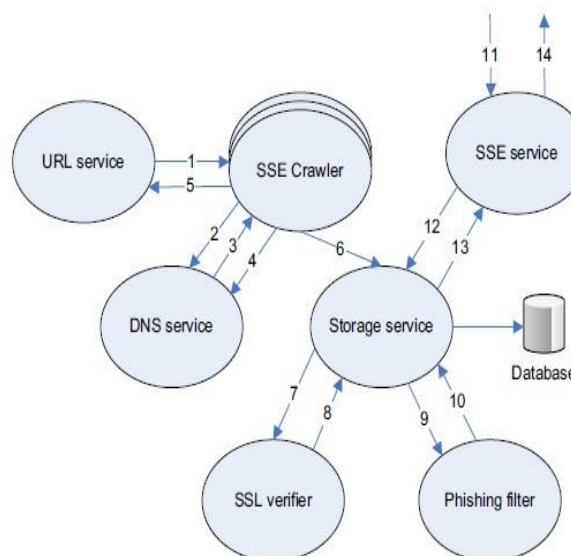 11
14
URL service
1
5
SSE Crawler
SSE service
2
3
4
6
12
13
DNS service
Storage service
Database
7
8
9
10
SSL verifier
Phishing filter